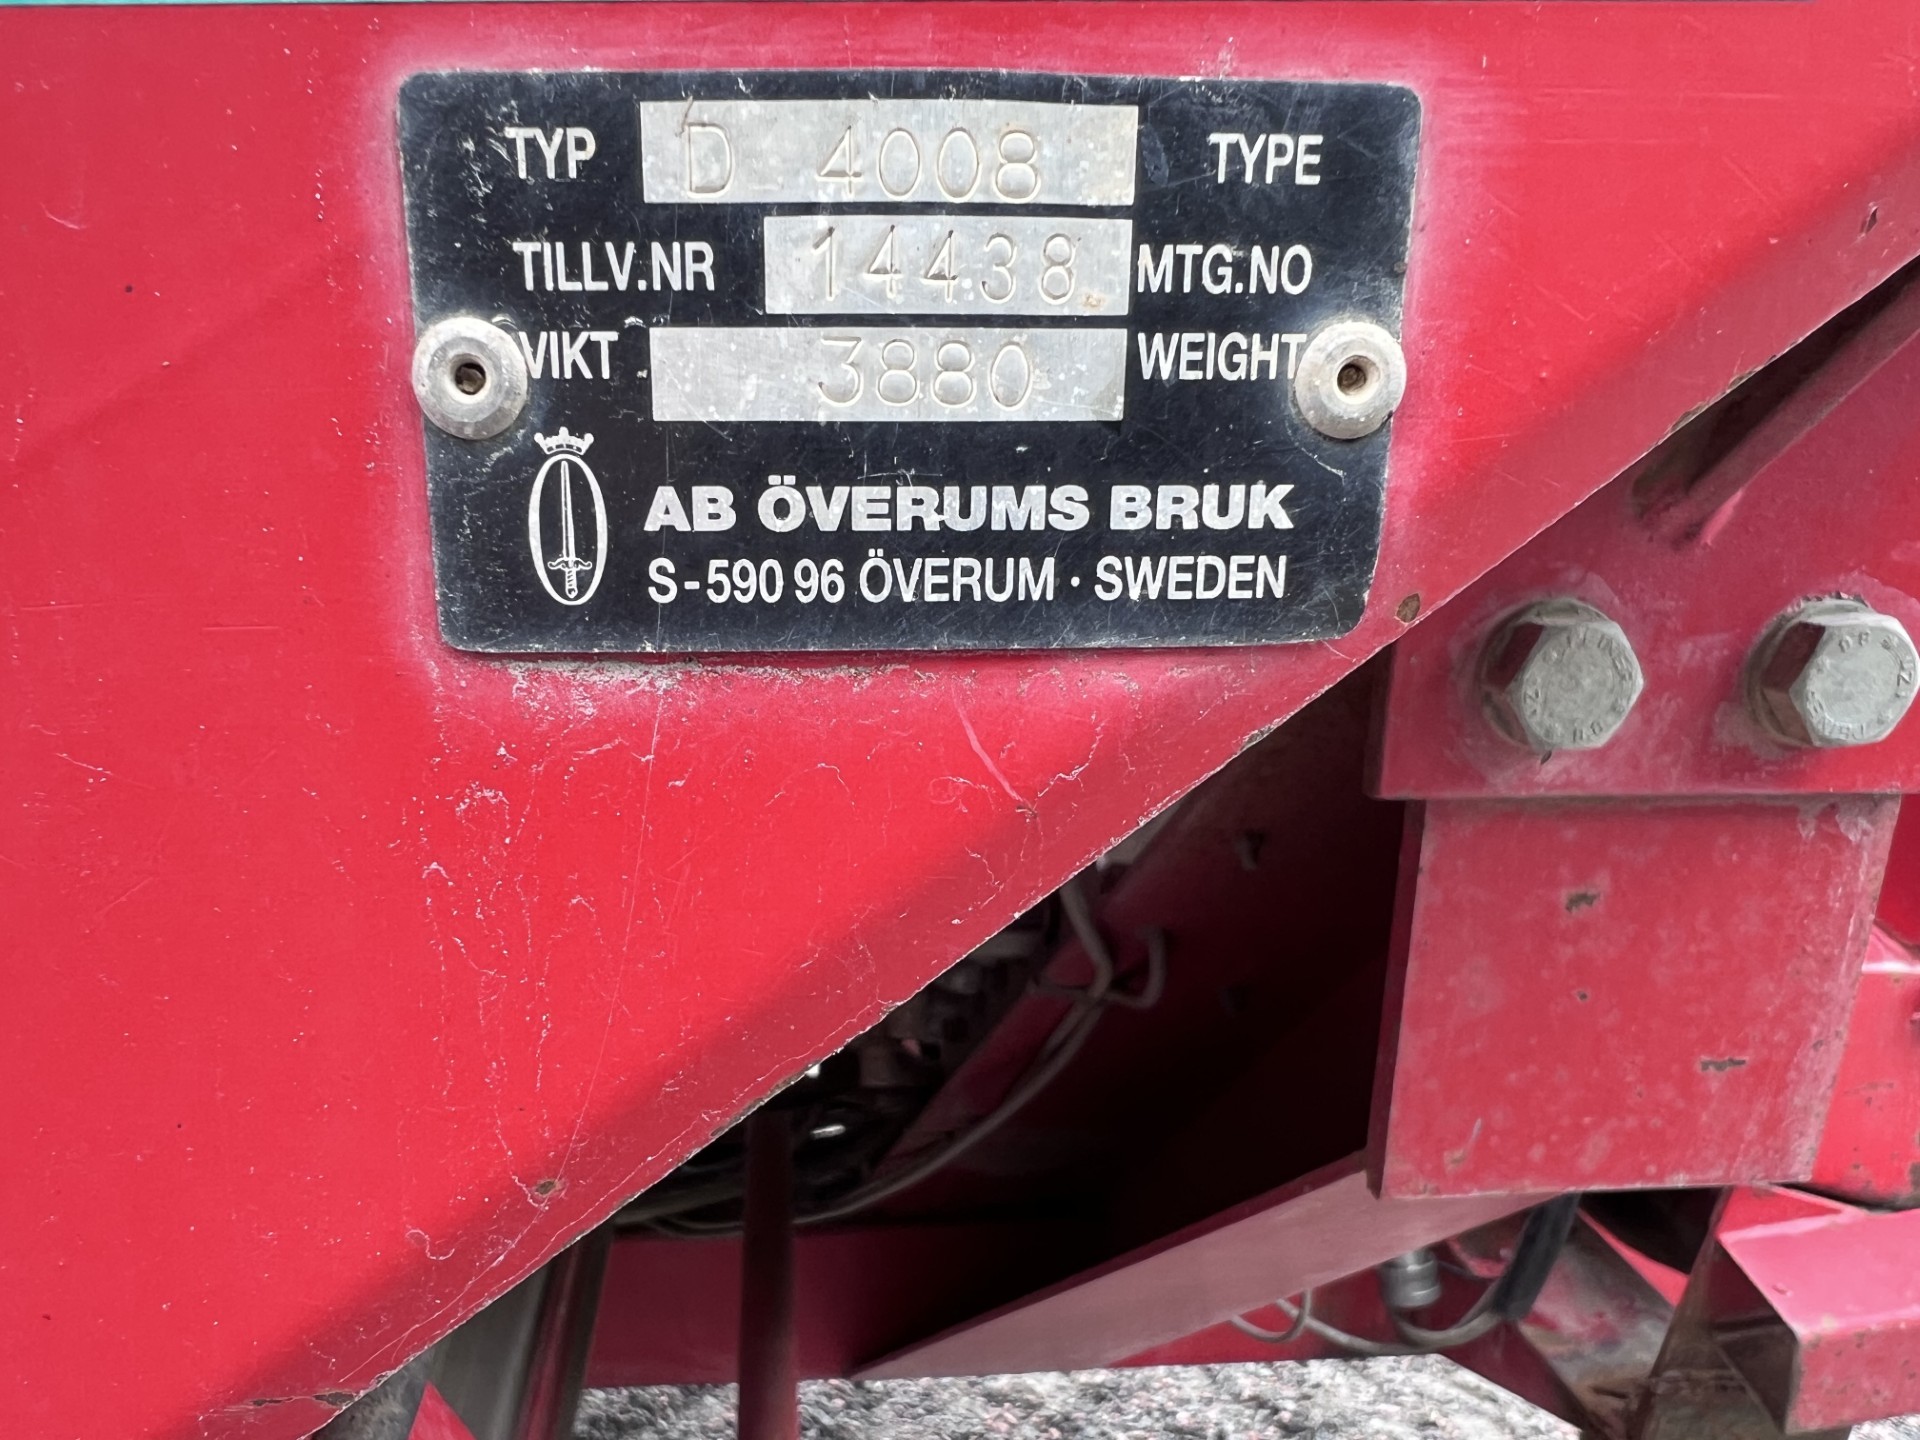 TYP D 4008 TYPE
TILLV.NR 14438 MTG.NO
VIKT 3880 WEIGHT
AB ÖVERUMS BRUK
S-590 96 ÖVERUM · SWEDEN